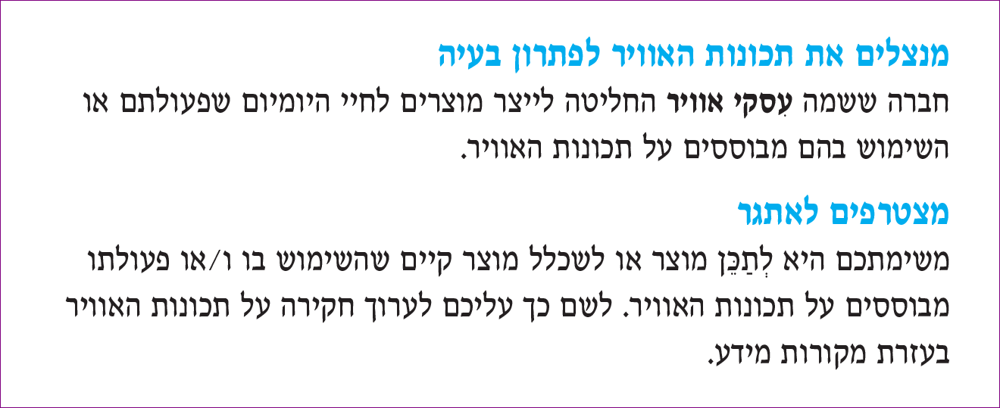 מנצלים את תכונות האוויר לפתרון בעיה
חברה ששמה עִסקי אוויר החליטה לייצר מוצרים לחיי היומיום שפעולתם או
השימוש בהם מבוססים על תכונות האוויר.
מצטרפים לאתגר
משימתכם היא לְתַכֵּן מוצר או לשכלל מוצר קיים שהשימוש בו ו/או פעולתו
מבוססים על תכונות האוויר. לשם כך עליכם לערוך חקירה על תכונות האוויר
בעזרת מקורות מידע.